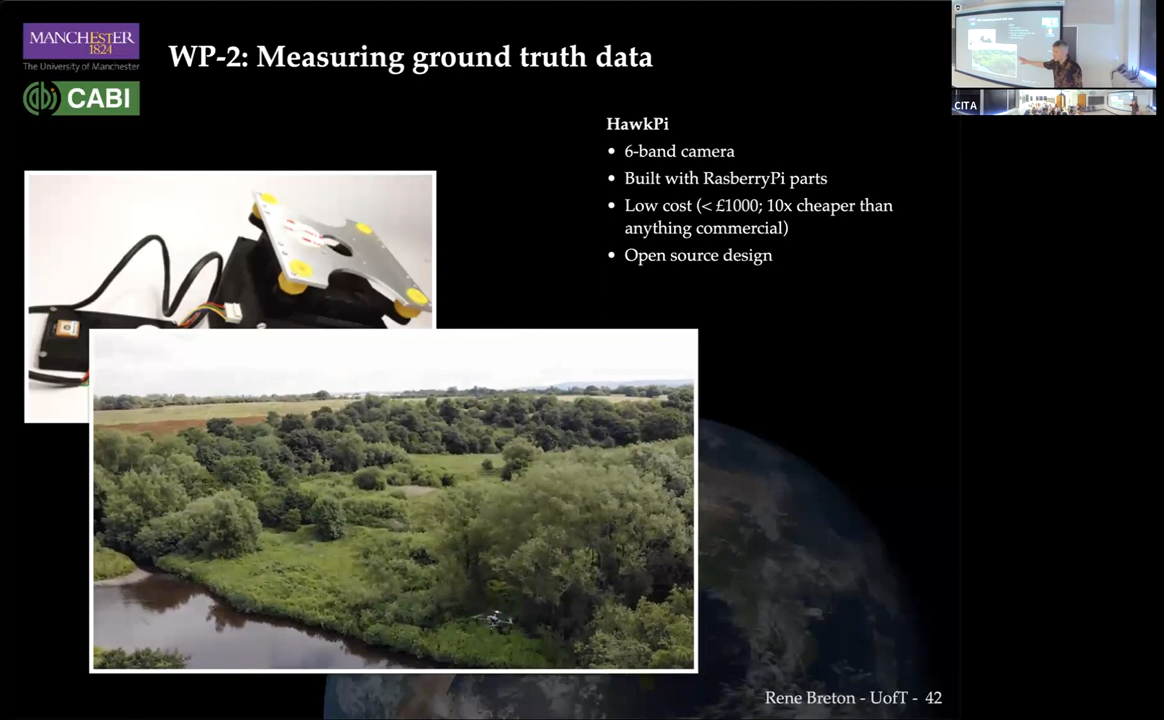 MANCHESTER
1824
The University of Manchester
CABI
WP-2: Measuring ground truth data
HawkPi
• 6-band camera
• Built with RasberryPi parts
• Low cost (< £1000; 10x cheaper than
anything commercial)
• Open source design
CITA
Rene Breton - UofT - 42